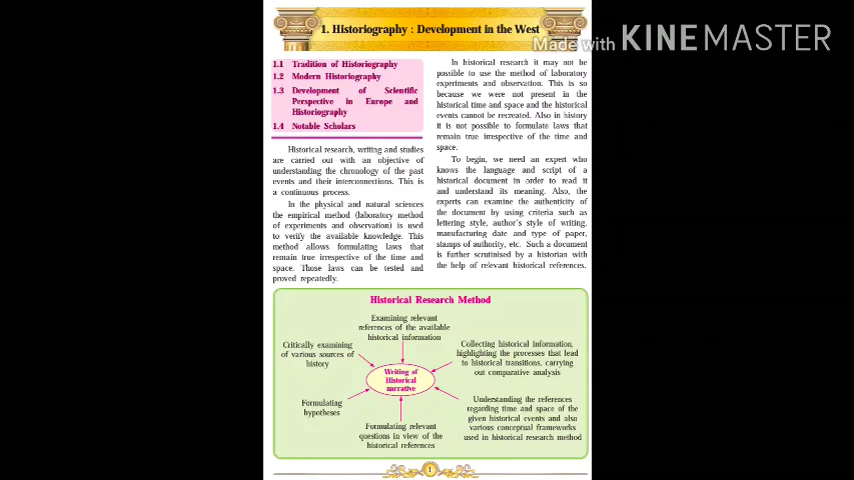 1. Historiography : Development in the West
Made with KINEMASTER
1.1 Tradition of Historiography
1.2 Modern Historiography
1.3 Development of Scientific
Perspective in Europe and
Historiography
1.4 Notable Scholars
Historical research, writing and studies
are carried out with an objective of
understanding the chronology of the past
events and their interconnections. This is
a continuous process.
In the physical and natural sciences
the empirical method (laboratory method
of experiments and observation) is used
to verify the available knowledge. This
method allows formulating laws that
remain true irrespective of the time and
space. Those laws can be tested and
proved repeatedly.
In historical research it may not be
possible to use the method of laboratory
experiments and observation. This is so
because we were not present in the
historical time and space and the historical
events cannot be recreated. Also in history
it is not possible to formulate laws that
remain true irrespective of the time and
space.
To begin, we need an expert who
knows the language and script of a
historical document in order to read it
and understand its meaning. Also, the
experts can examine the authenticity of
the document by using criteria such as
lettering style, author's style of writing,
manufacturing date and type of paper,
stamps of authority, etc. Such a document
is further scrutinised by a historian with
the help of relevant historical references.
Historical Research Method
Examining relevant
references of the available
historical information
Critically examining
of various sources of
history
Collecting historical information,
highlighting the processes that lead
to historical transitions, carrying
out comparative analysis
Writing of
Historical
narrative
Formulating
hypotheses
Understanding the references
regarding time and space of the
given historical events and also
various conceptual frameworks
used in historical research method
Formulating relevant
questions in view of the
historical references
1